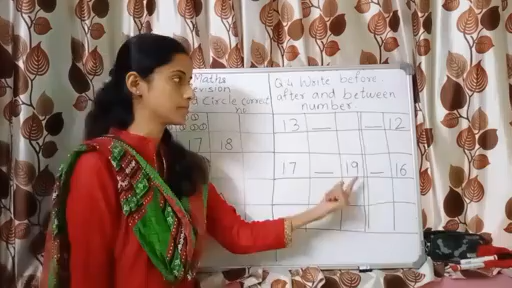 Maths
Revision
Circle correct
no
17 18
Q.4 Write before
after and between
number.
13 __ __ 12
17 __ 19 __ 16